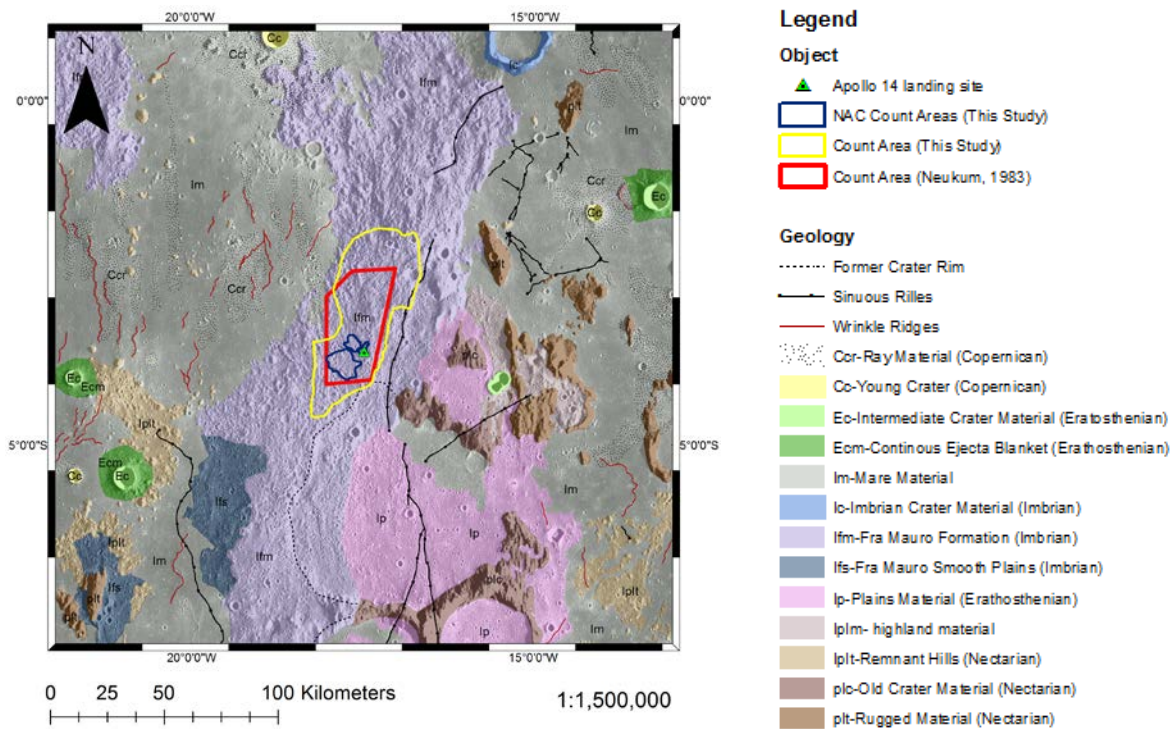 20°0'0"W 15°0'0"W
N
Cc
Ccr
Ifm
Ic
Ifm
plt
0°0'0"
Im
Im
Ccr
Ec
Cc
plt
Ccr
Ccr
Ifm
plc
Ec
Ecm
Iplt
5°0'0"S 5°0'0"S
Ecm
Cc
Ec
Im
Ifs
Ip
Ip
Iplt
Im
Ifm
Ifs
plt
plc
Iplt
plt
Ip
Im
20°0'0"W 15°0'0"W
0 25 50 100 Kilometers
1:1,500,000
Legend
Object
Apollo 14 landing site
NAC Count Areas (This Study)
Count Area (This Study)
Count Area (Neukum, 1983)
Geology
Former Crater Rim
Sinuous Rilles
Wrinkle Ridges
Ccr-Ray Material (Copernican)
Cc-Young Crater (Copernican)
Ec-Intermediate Crater Material (Eratosthenian)
Ecm-Continous Ejecta Blanket (Erathosthenian)
Im-Mare Material
Ic-Imbrian Crater Material (Imbrian)
Ifm-Fra Mauro Formation (Imbrian)
Ifs-Fra Mauro Smooth Plains (Imbrian)
Ip-Plains Material (Erathosthenian)
Iplm- highland material
Iplt-Remnant Hills (Nectarian)
plc-Old Crater Material (Nectarian)
plt-Rugged Material (Nectarian)